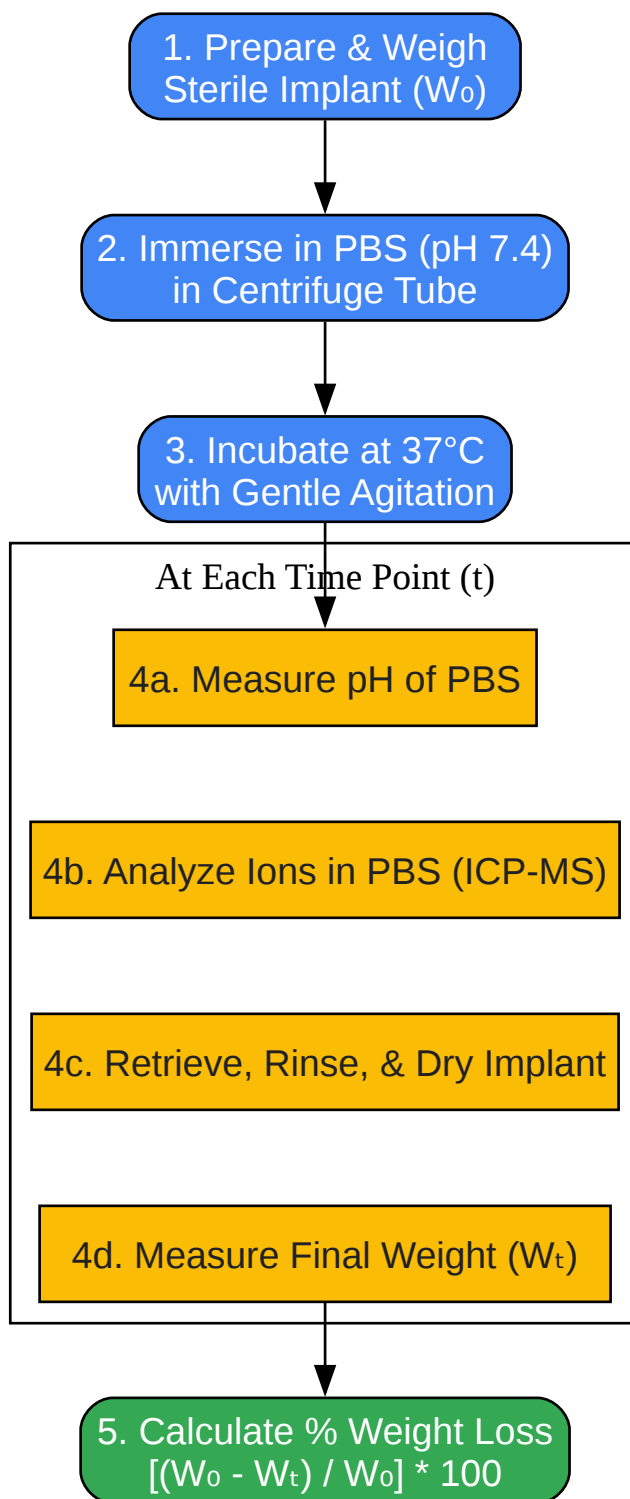 1. Prepare & Weigh
Sterile Implant (W₀)
2. Immerse in PBS (pH 7.4)
in Centrifuge Tube
3. Incubate at 37°C
with Gentle Agitation
At Each Time Point (t)
4a. Measure pH of PBS
4b. Analyze Ions in PBS (ICP-MS)
4c. Retrieve, Rinse, & Dry Implant
4d. Measure Final Weight (Wₜ)
5. Calculate % Weight Loss
[(W₀ - Wₜ) / W₀] * 100